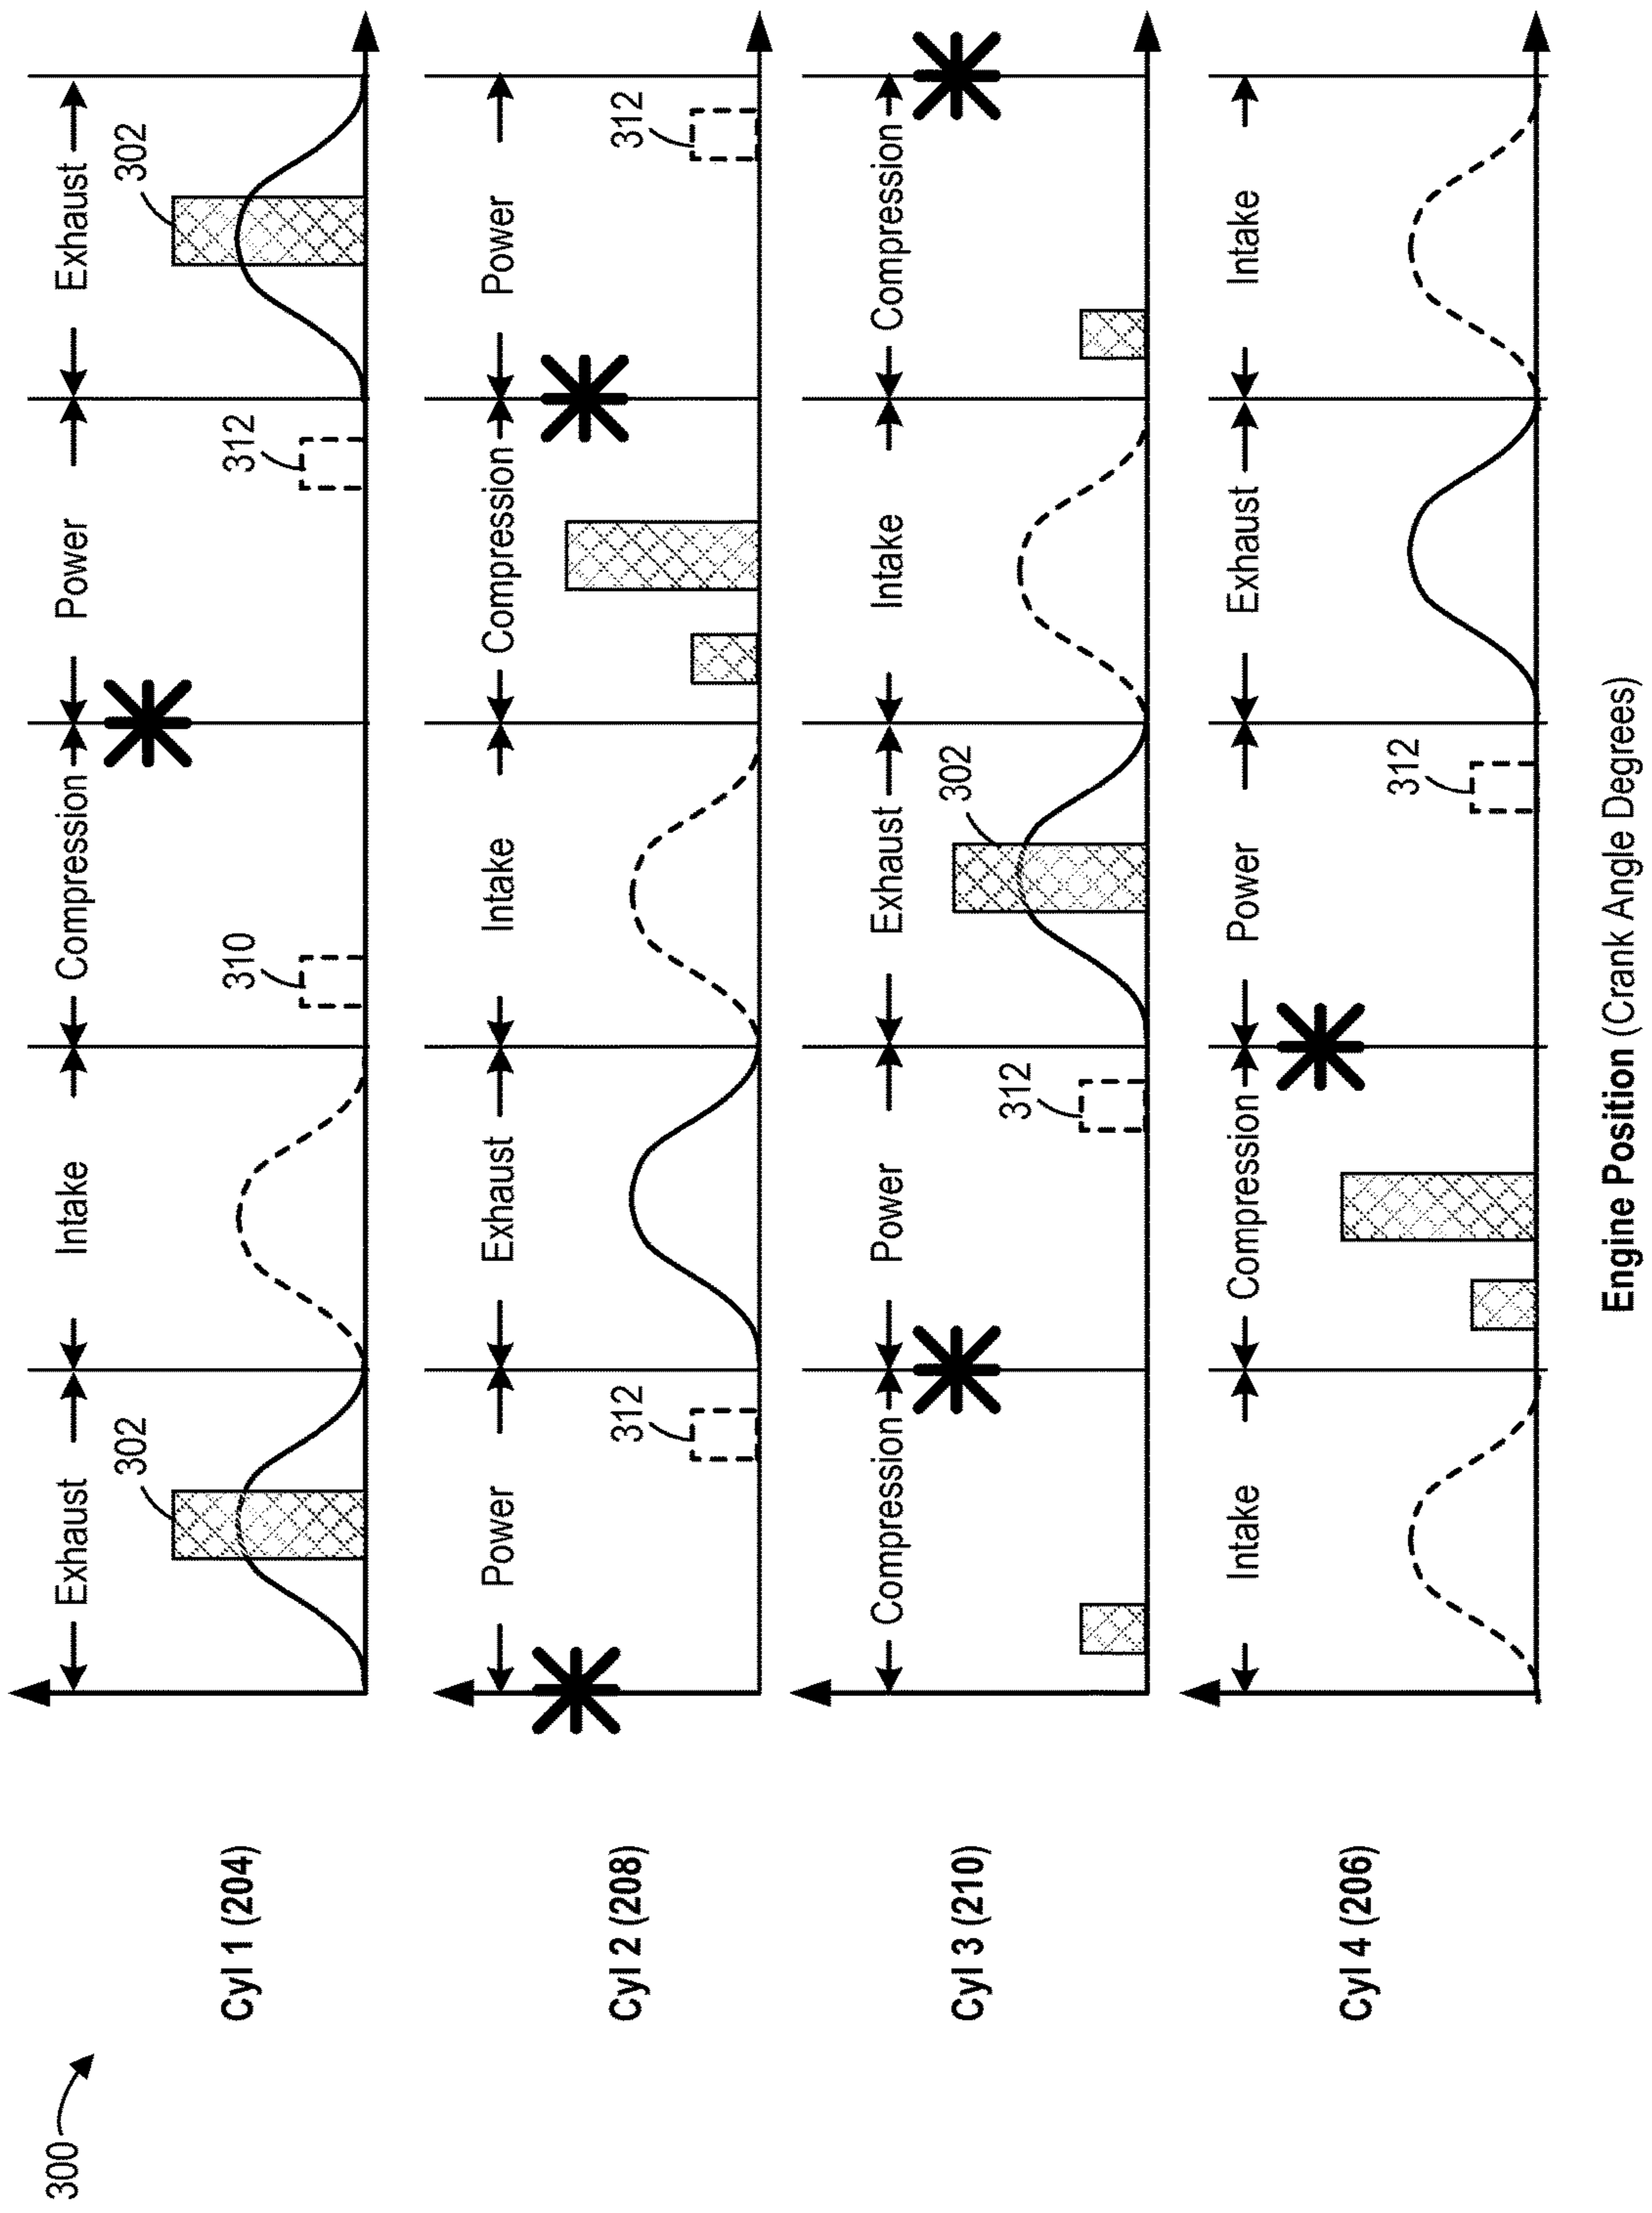 300
Exhaust Intake Compression Power Exhaust
302 302
Cyl 1 (204) 310 312
Power Exhaust Intake Compression Power
Cyl 2 (208) 312 312
Compression Power Exhaust Intake Compression
302
Cyl 3 (210) 312
Intake Compression Power Exhaust Intake
Cyl 4 (206) 312
Engine Position (Crank Angle Degrees)